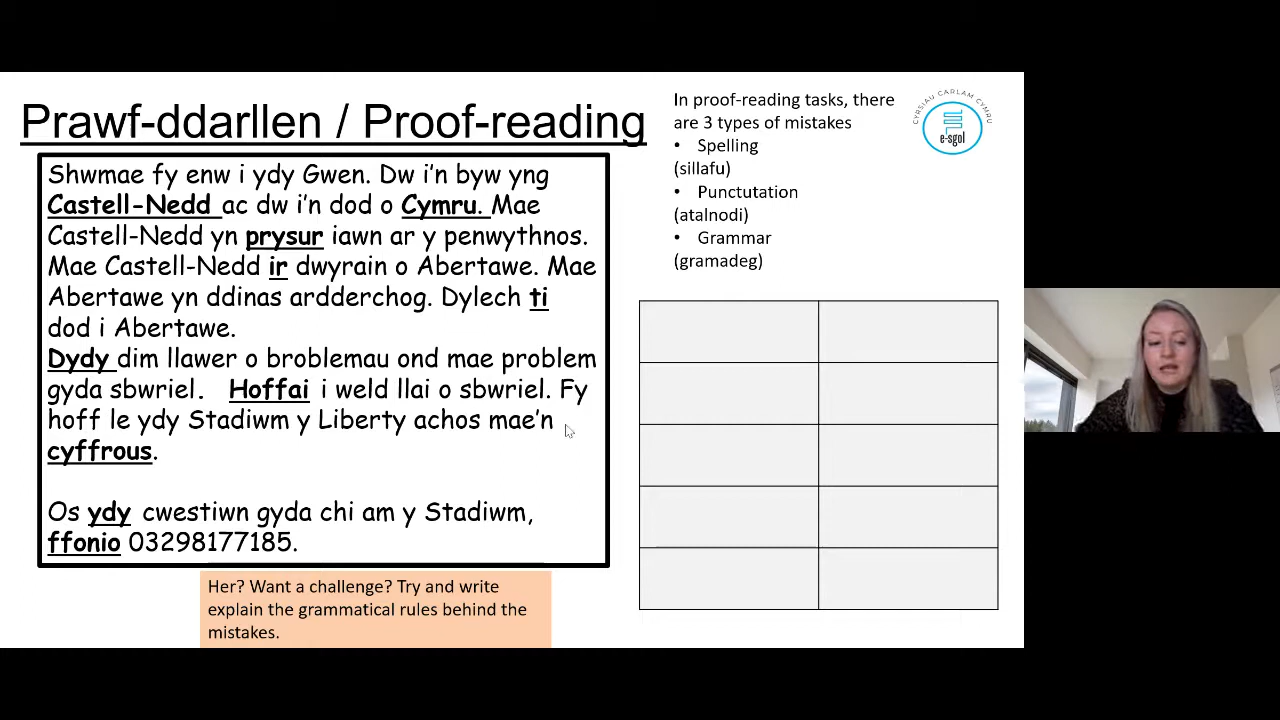 Prawf-ddarllen / Proof-reading
Shwmae fy enw i ydy Gwen. Dw i'n byw yng
Castell-Nedd ac dw i'n dod o Cymru. Mae
Castell-Nedd yn prysur iawn ar y penwythnos.
Mae Castell-Nedd ir dwyrain o Abertawe. Mae
Abertawe yn ddinas ardderchog. Dylech ti
dod i Abertawe.
Dydy dim llawer o broblemau ond mae problem
gyda sbwriel. Hoffai i weld llai o sbwriel. Fy
hoff le ydy Stadiwm y Liberty achos mae'n
cyffrous.
Os ydy cwestiwn gyda chi am y Stadiwm,
ffonio 03298177185.
Her? Want a challenge? Try and write
explain the grammatical rules behind the
mistakes.
In proof-reading tasks, there
are 3 types of mistakes
• Spelling
(sillafu)
• Punctutation
(atalnodi)
• Grammar
(gramadeg)
CYRSIAU CARLAM CYMRU
e-sgol